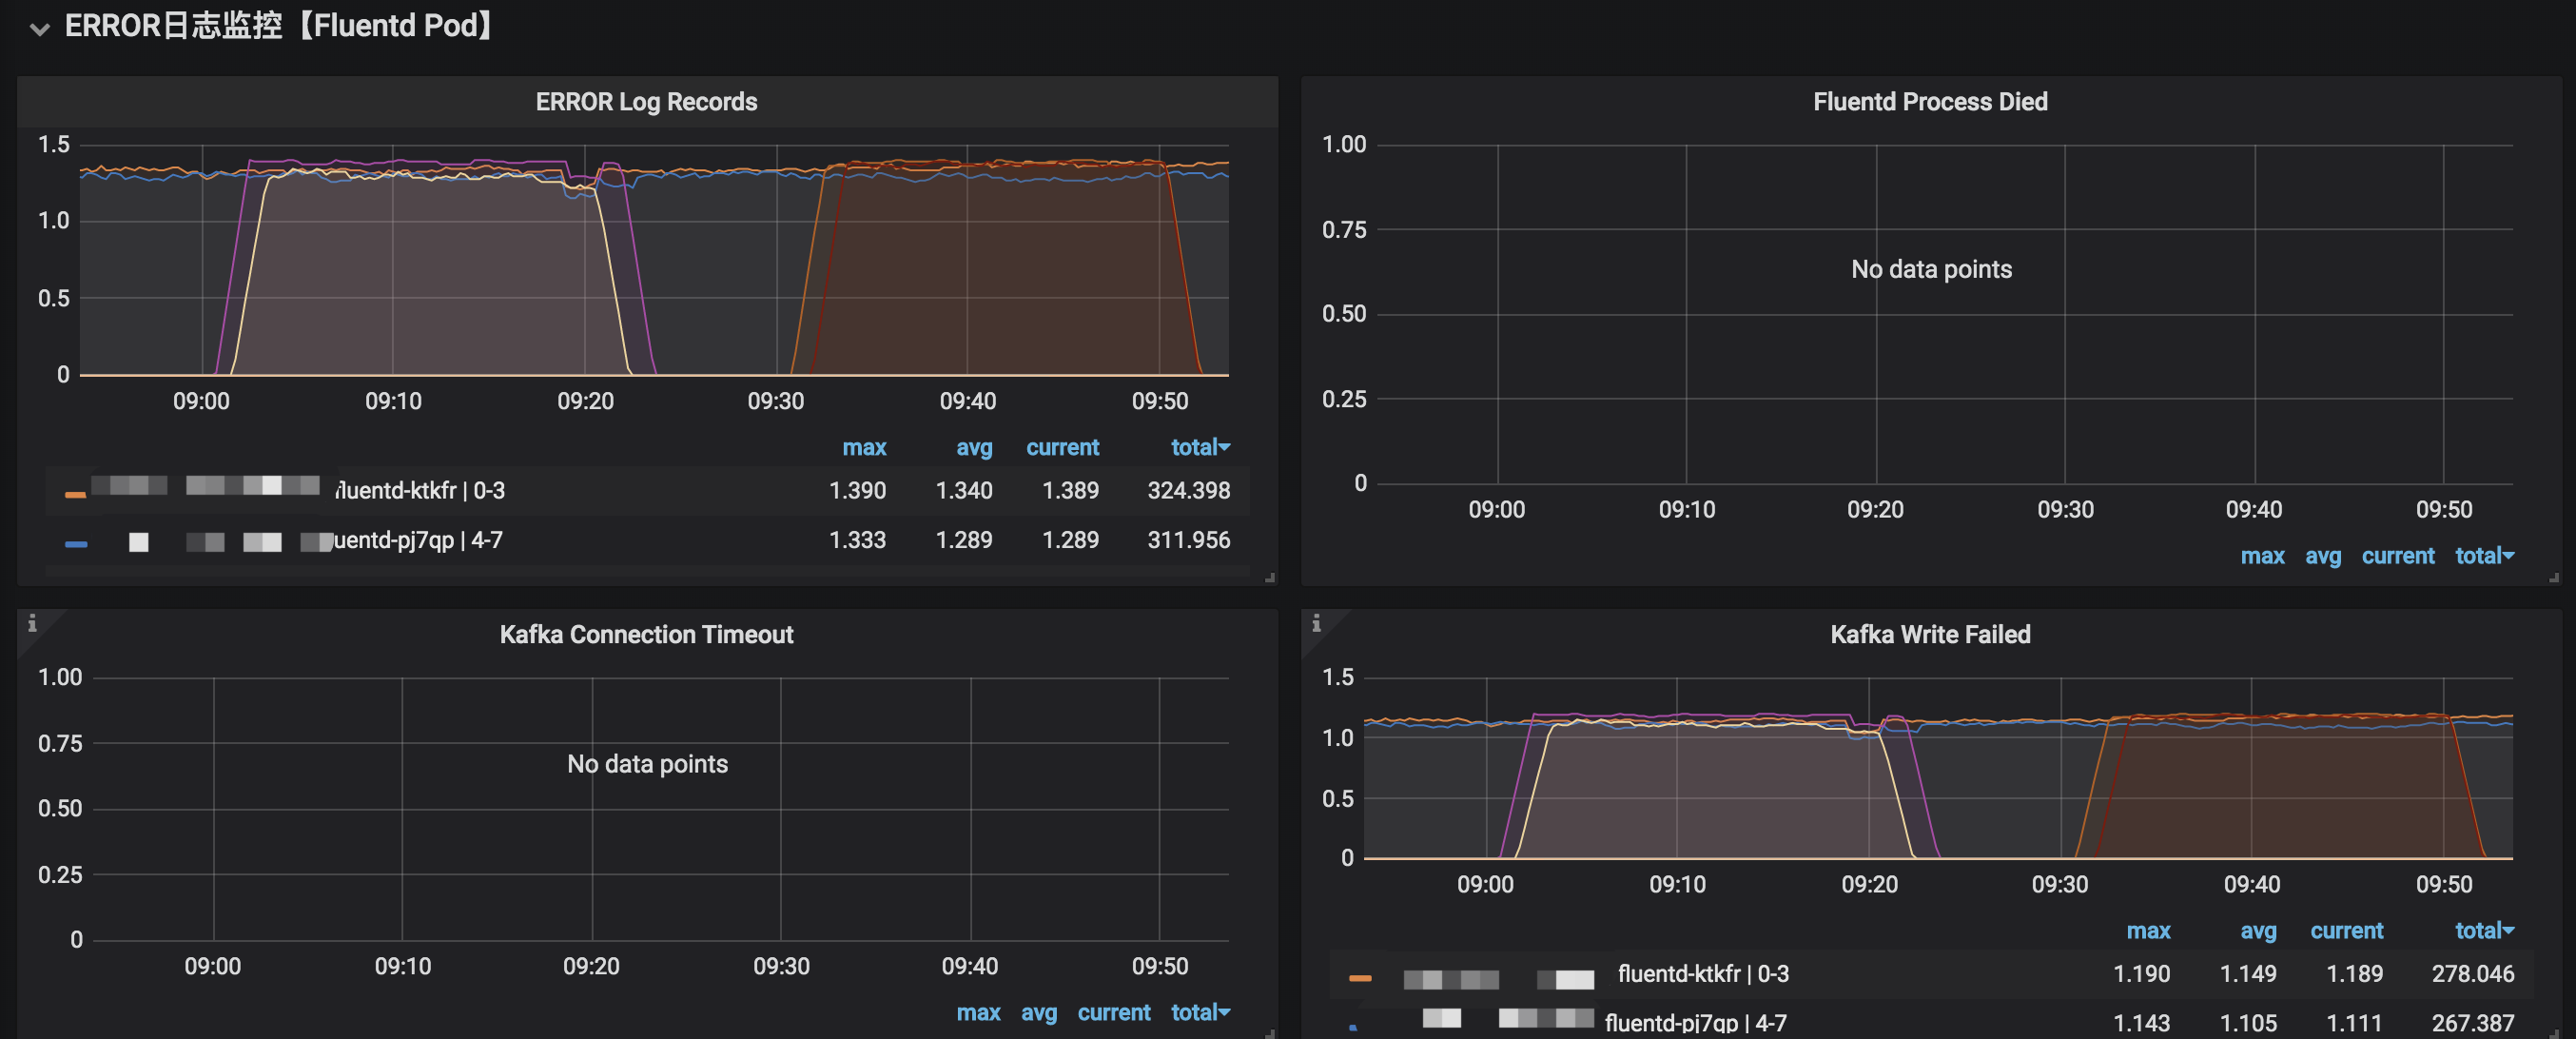 ERROR日志监控【Fluentd Pod】
ERROR Log Records
1.5
1.0
0.5
0
09:00 09:10 09:20 09:30 09:40 09:50
max avg current total
fluentd-ktkfr | 0-3 1.390 1.340 1.389 324.398
uentd-pj7qp | 4-7 1.333 1.289 1.289 311.956
Fluentd Process Died
1.00
0.75
No data points
0.50
0.25
0
09:00 09:10 09:20 09:30 09:40 09:50
max avg current total
Kafka Connection Timeout
1.00
0.75
No data points
0.50
0.25
0
09:00 09:10 09:20 09:30 09:40 09:50
max avg current total
Kafka Write Failed
1.5
1.0
0.5
0
09:00 09:10 09:20 09:30 09:40 09:50
max avg current total
fluentd-ktkfr | 0-3 1.190 1.149 1.189 278.046
fluentd-pj7qp | 4-7 1.143 1.105 1.111 267.387